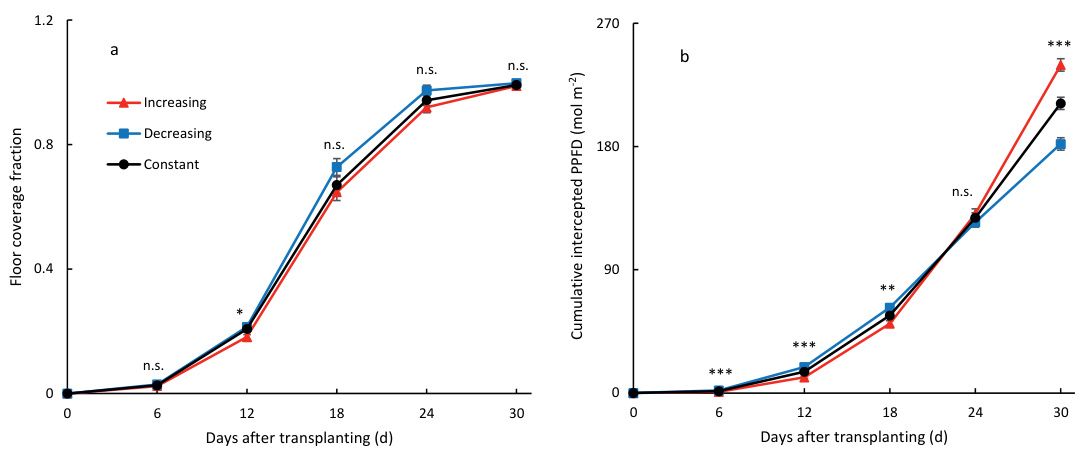 a
Increasing
Decreasing
Constant
n.s.
*
n.s.
n.s.
n.s.
1.2
0.8
0.4
0
0 6 12 18 24 30
Days after transplanting (d)
Floor coverage fraction
b
***
***
**
n.s.
***
270
180
90
0
0 6 12 18 24 30
Days after transplanting (d)
Cumulative intercepted PPFD (mol m⁻²)